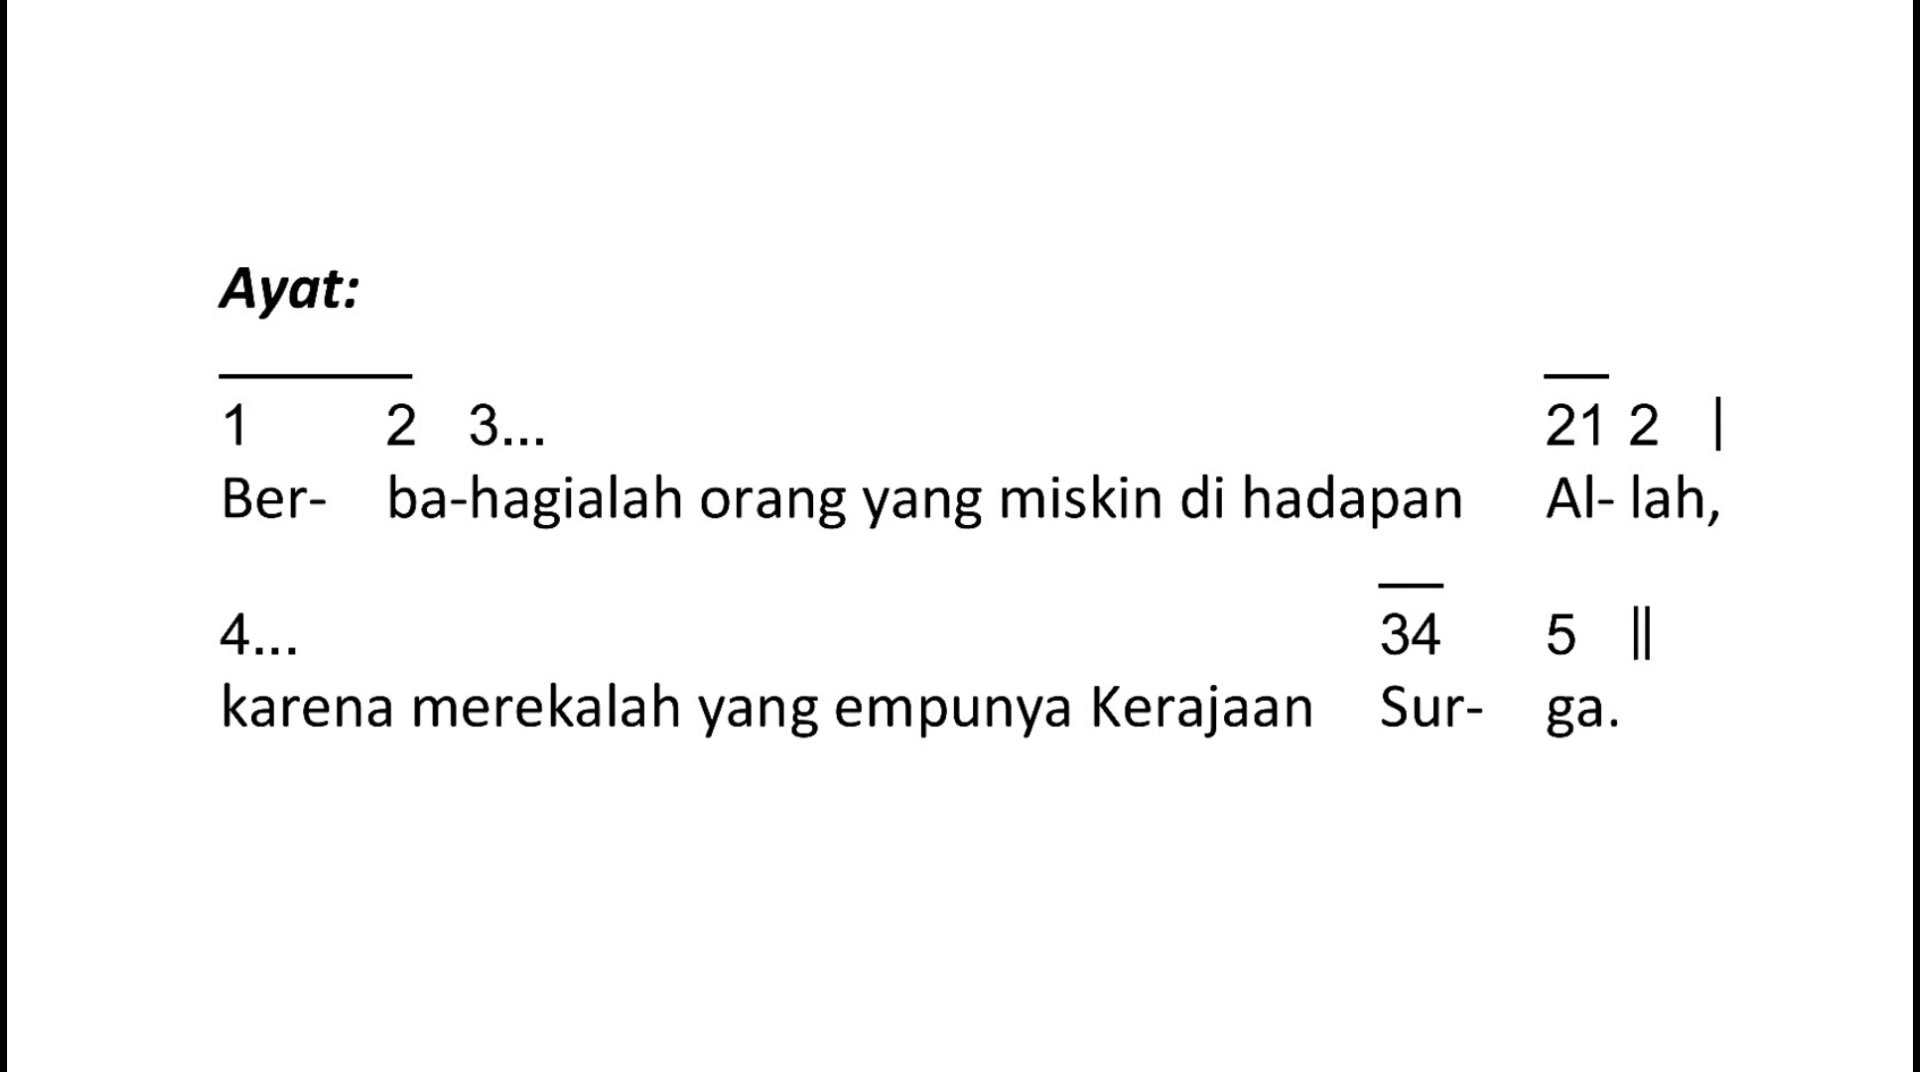 Ayat:
1 2 3... 21 2 |
Ber- ba-hagialah orang yang miskin di hadapan Al- lah,
4... 34 5 ||
karena merekalah yang empunya Kerajaan Sur- ga.